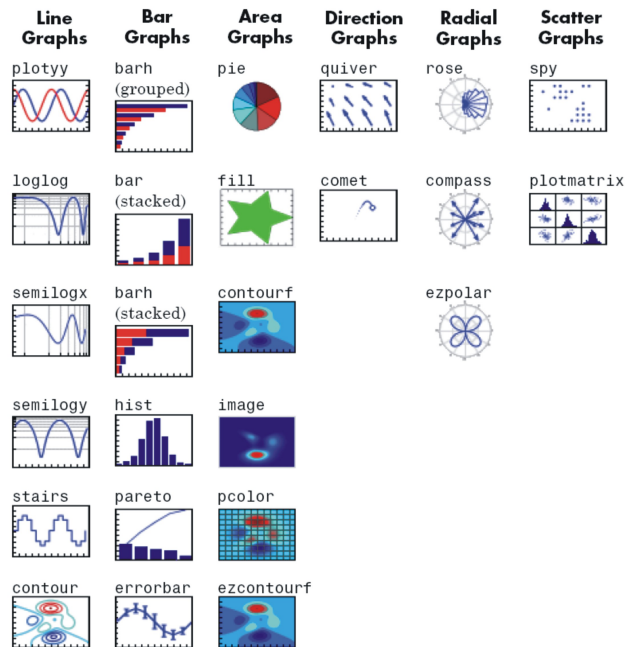 Line Graphs
Bar Graphs
Area Graphs
Direction Graphs
Radial Graphs
Scatter Graphs
plotyy
barh (grouped)
pie
quiver
rose
spy
loglog
bar (stacked)
fill
comet
compass
plotmatrix
semilogx
barh (stacked)
contourf
ezpolar
semilogy
hist
image
stairs
pareto
pcolor
contour
errorbar
ezcontourf